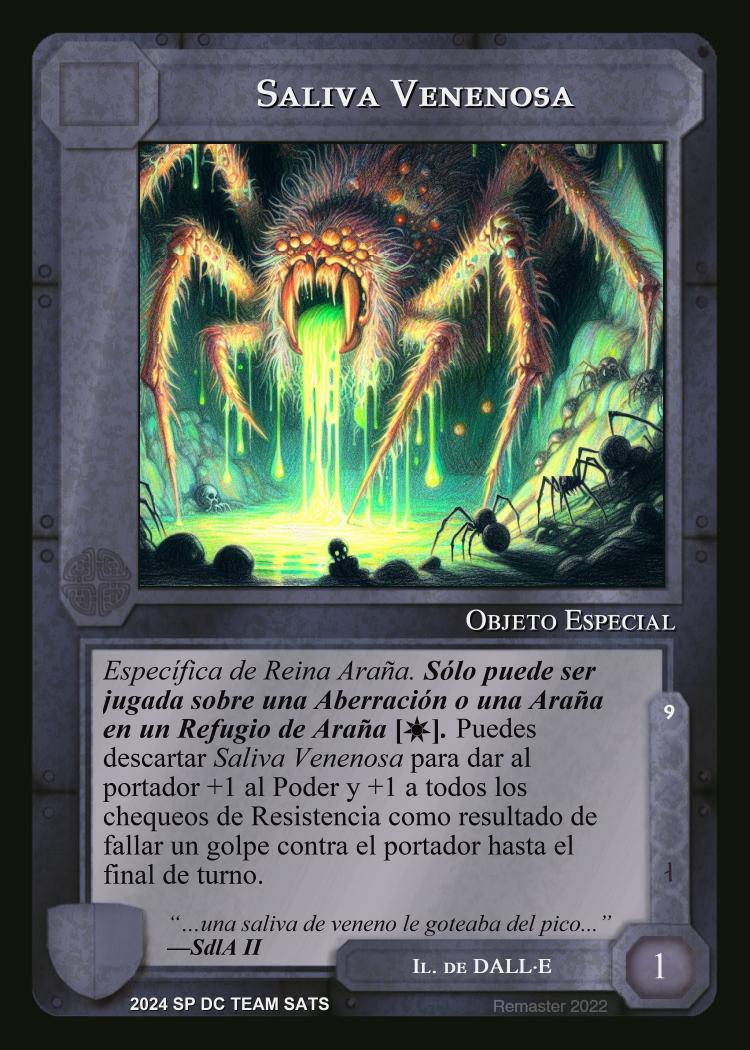 Saliva Venenosa
Objeto Especial
Específica de Reina Araña. Sólo puede ser
jugada sobre una Aberración o una Araña
en un Refugio de Araña [☀]. Puedes
descartar Saliva Venenosa para dar al
portador +1 al Poder y +1 a todos los
chequeos de Resistencia como resultado de
fallar un golpe contra el portador hasta el
final de turno.
9
“...una saliva de veneno le goteaba del pico...”
—SdlA II
Il. de DALL·E
1
2024 SP DC TEAM SATS
Remaster 2022